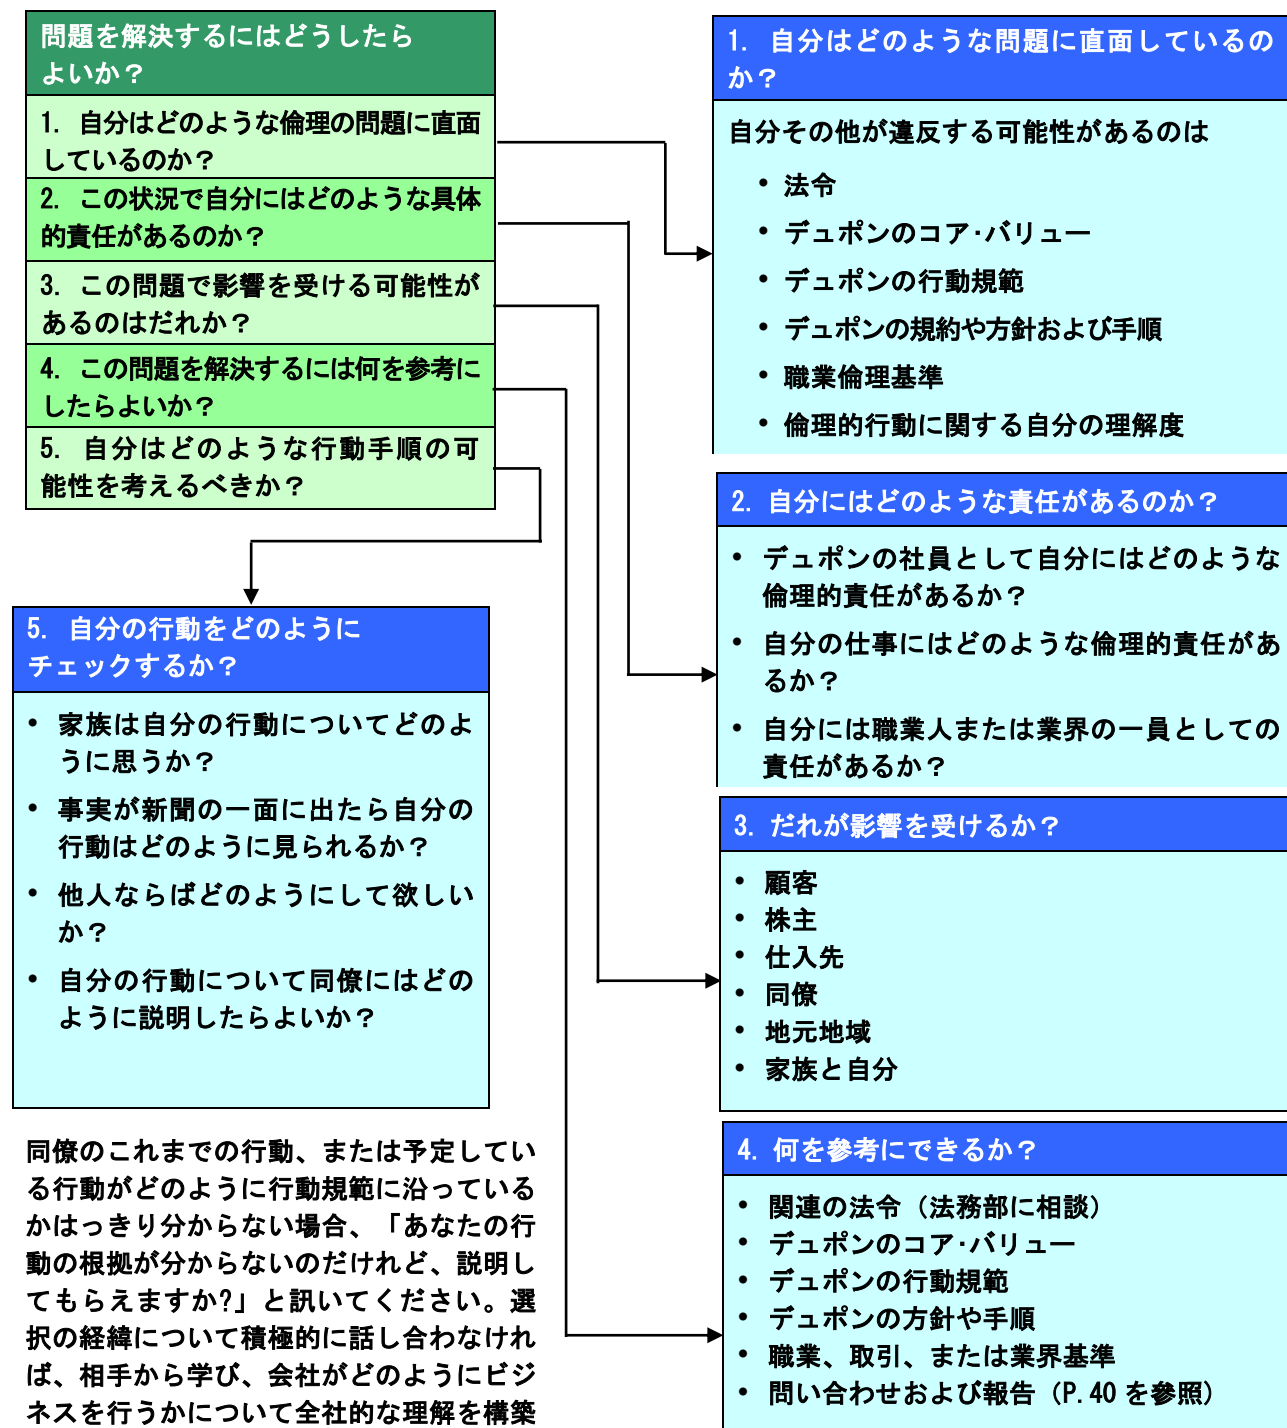 問題を解決するにはどうしたら
よいか？
1. 自分はどのような倫理の問題に直面
しているのか？
2. この状況で自分にはどのような具体
的責任があるのか？
3. この問題で影響を受ける可能性が
あるのはだれか？
4. この問題を解決するには何を参考に
したらよいか？
5. 自分はどのような行動手順の可
能性を考えるべきか？
1. 自分はどのような問題に直面しているの
か？
自分その他が違反する可能性があるのは
• 法令
• デュポンのコア･バリュー
• デュポンの行動規範
• デュポンの規約や方針および手順
• 職業倫理基準
• 倫理的行動に関する自分の理解度
2. 自分にはどのような責任があるのか？
• デュポンの社員として自分にはどのような
倫理的責任があるか？
• 自分の仕事にはどのような倫理的責任があ
るか？
• 自分には職業人または業界の一員としての
責任があるか？
3. だれが影響を受けるか？
• 顧客
• 株主
• 仕入先
• 同僚
• 地元地域
• 家族と自分
4. 何を参考にできるか？
• 関連の法令（法務部に相談）
• デュポンのコア･バリュー
• デュポンの行動規範
• デュポンの方針や手順
• 職業、取引、または業界基準
• 問い合わせおよび報告（P.40 を参照）
5. 自分の行動をどのように
チェックするか？
• 家族は自分の行動についてどのよ
うに思うか？
• 事実が新聞の一面に出たら自分の
行動はどのように見られるか？
• 他人ならばどのようにして欲しい
か？
• 自分の行動について同僚にはどの
ように説明したらよいか？
同僚のこれまでの行動、または予定してい
る行動がどのように行動規範に沿っている
かはっきり分からない場合、「あなたの行
動の根拠が分からないのだけれど、説明し
てもらえますか?」と訊いてください。選
択の経緯について積極的に話し合わなけれ
ば、相手から学び、会社がどのようにビジ
ネスを行うかについて全社的な理解を構築